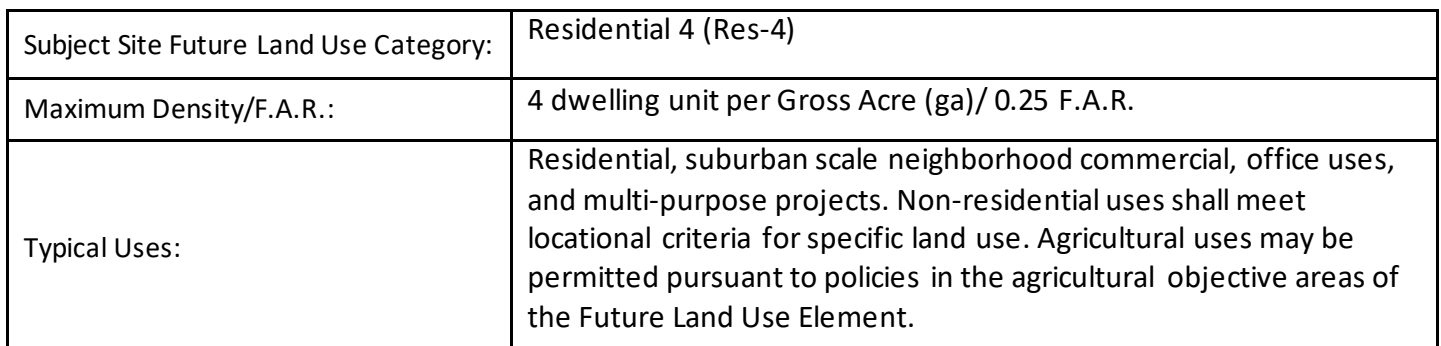 Subject Site Future Land Use Category:
Residential 4 (Res-4)
Maximum Density/F.A.R.:
4 dwelling unit per Gross Acre (ga)/ 0.25 F.A.R.
Typical Uses:
Residential, suburban scale neighborhood commercial, office uses,
and multi-purpose projects. Non-residential uses shall meet
locational criteria for specific land use. Agricultural uses may be
permitted pursuant to policies in the agricultural objective areas of
the Future Land Use Element.